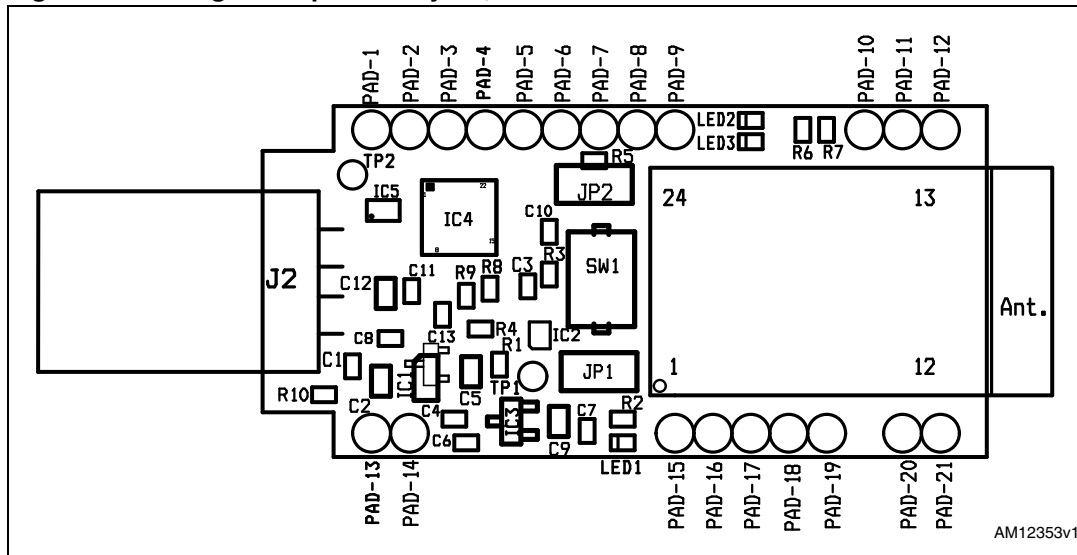 PAD-1 PAD-2 PAD-3 PAD-4 PAD-5 PAD-6 PAD-7 PAD-8 PAD-9 PAD-10 PAD-11 PAD-12
LED2
LED3
R6 R7
TP2
R5
IC5
JP2
24 13
IC4
22
15
8
C10
J2
C12 C11
R9 R8 C3 R3
SW1
Ant.
C13
C8
R4
IC2
R1
C1
IC1
C5
TP1
JP1
1 12
R10
C2
C4
IC3
C6
C9
C7
R2
LED1
PAD-13 PAD-14 PAD-15 PAD-16 PAD-17 PAD-18 PAD-19 PAD-20 PAD-21
AM12353v1